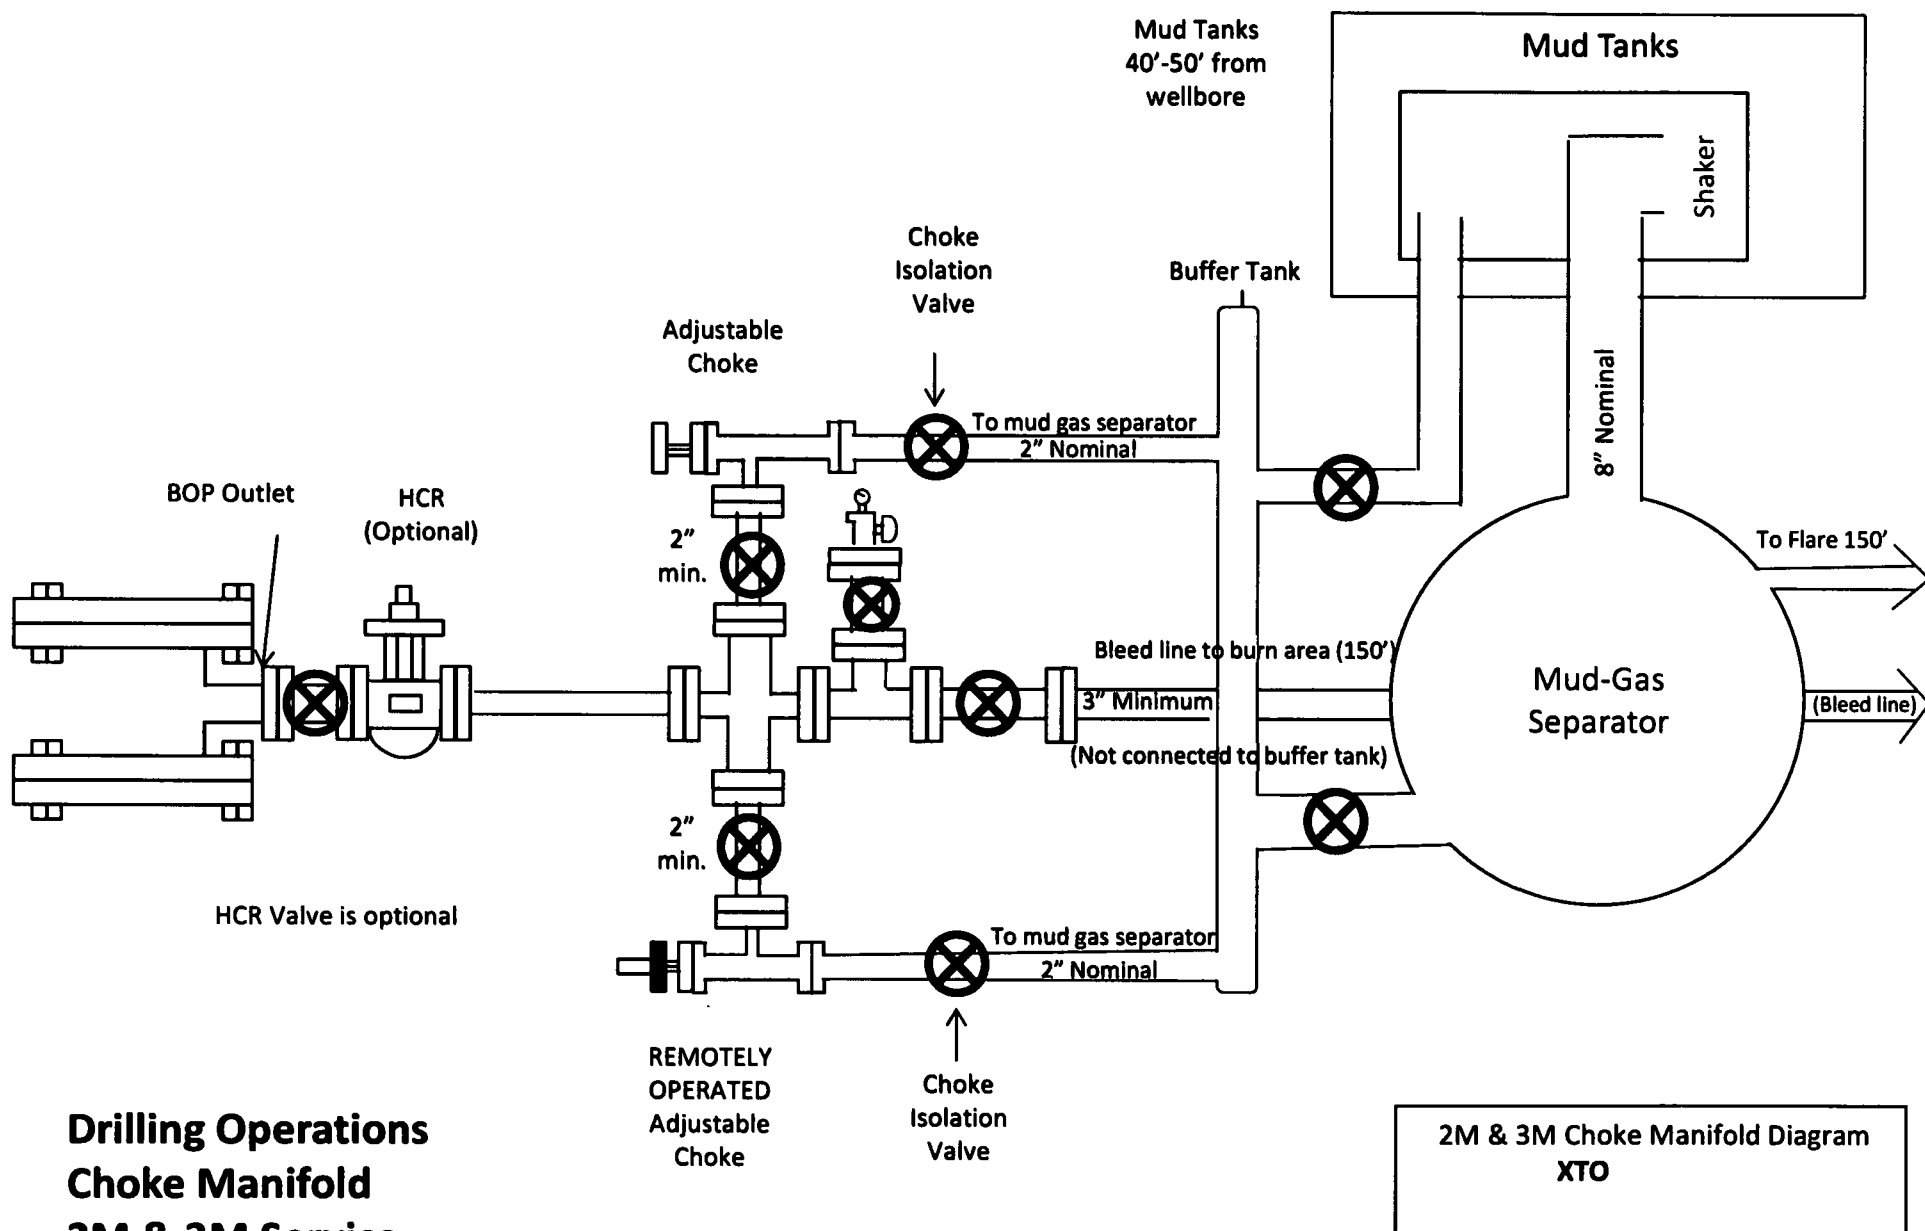 Mud Tanks
40'-50' from
wellbore
Mud Tanks
Shaker
Choke
Isolation
Valve
Buffer Tank
Adjustable
Choke
8" Nominal
To mud gas separator
2" Nominal
BOP Outlet
HCR
(Optional)
2"
min.
To Flare 150'
Bleed line to burn area (150')
3" Minimum
(Not connected to buffer tank)
Mud-Gas
Separator
(Bleed line)
2"
min.
HCR Valve is optional
To mud gas separator
2" Nominal
REMOTELY
OPERATED
Adjustable
Choke
Choke
Isolation
Valve
Drilling Operations
Choke Manifold
2M & 3M Service
2M & 3M Choke Manifold Diagram
XTO